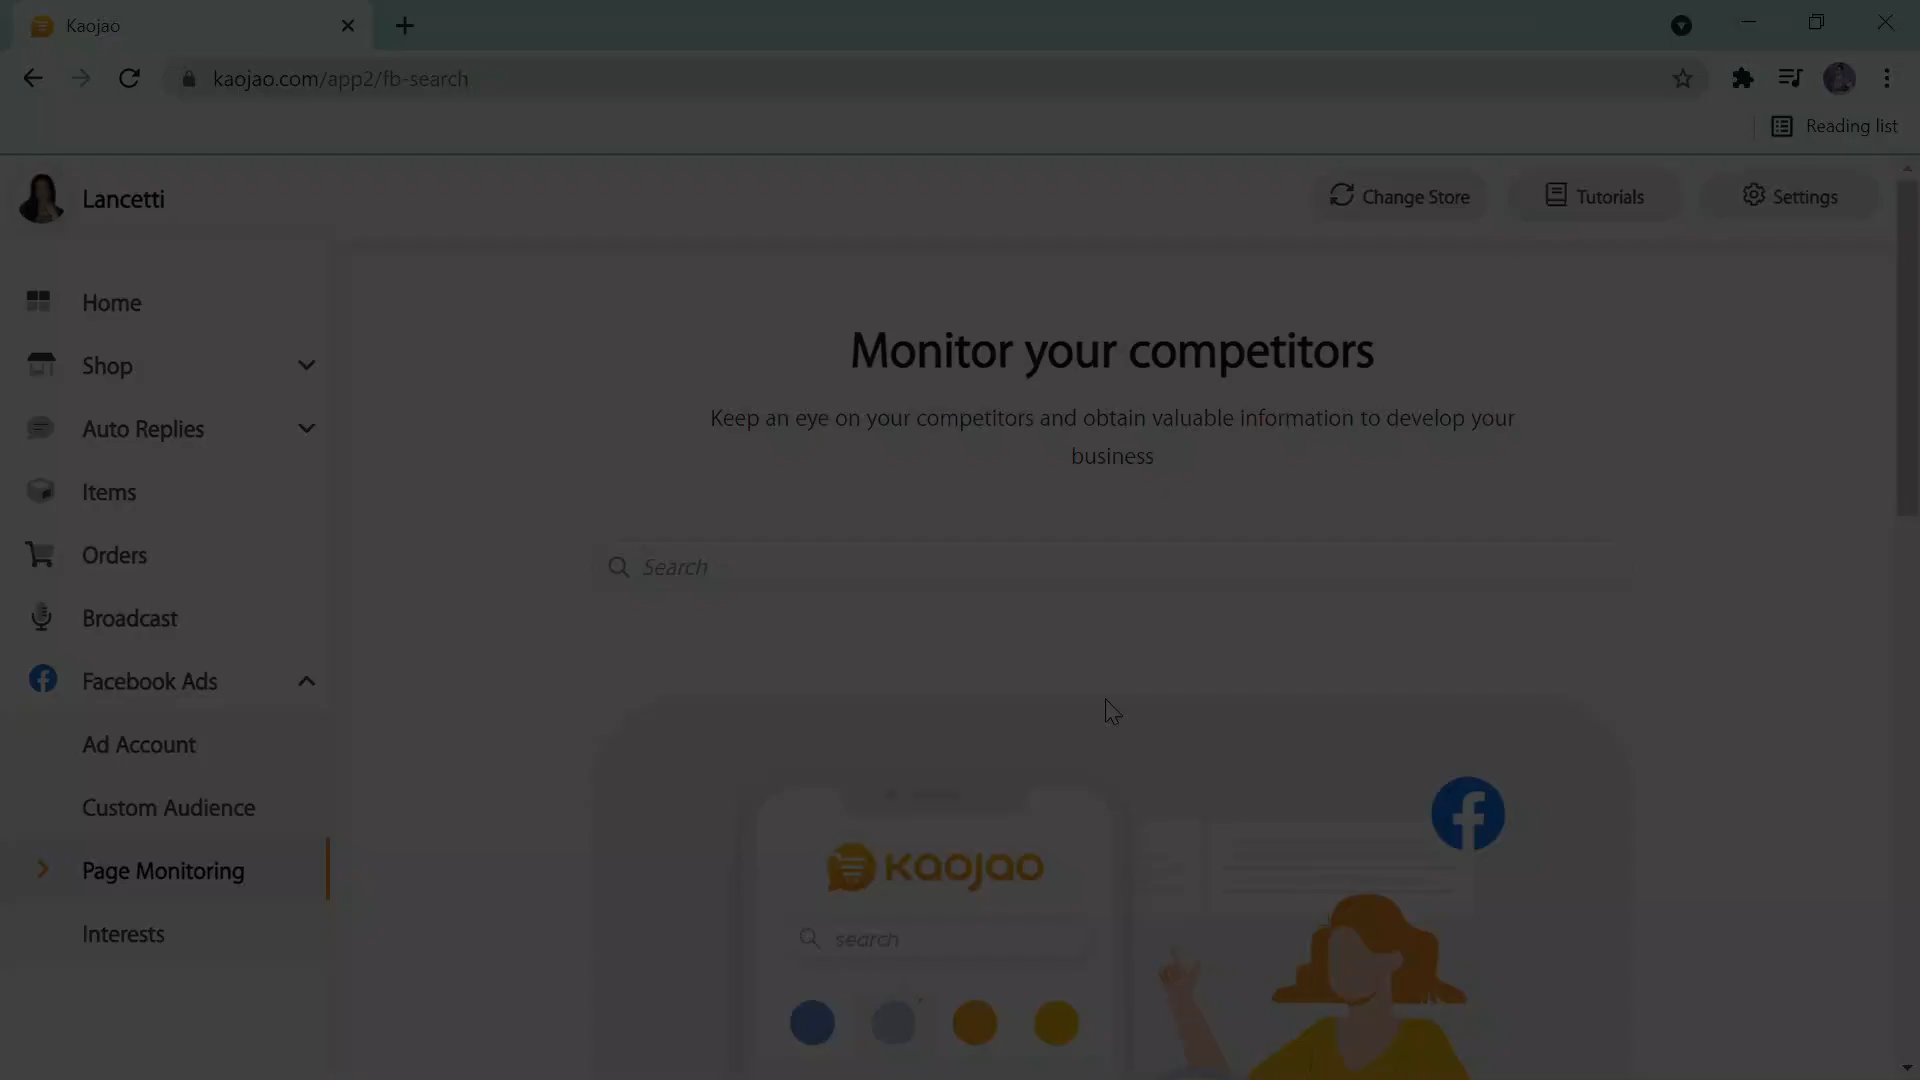 Kaojao
kaojao.com/app2/fb-search
Reading list
Lancetti
Change Store
Tutorials
Settings
Home
Shop
Auto Replies
Items
Orders
Broadcast
Facebook Ads
Ad Account
Custom Audience
Page Monitoring
Interests
Monitor your competitors
Keep an eye on your competitors and obtain valuable information to develop your
business
Search
KAOJAO
search